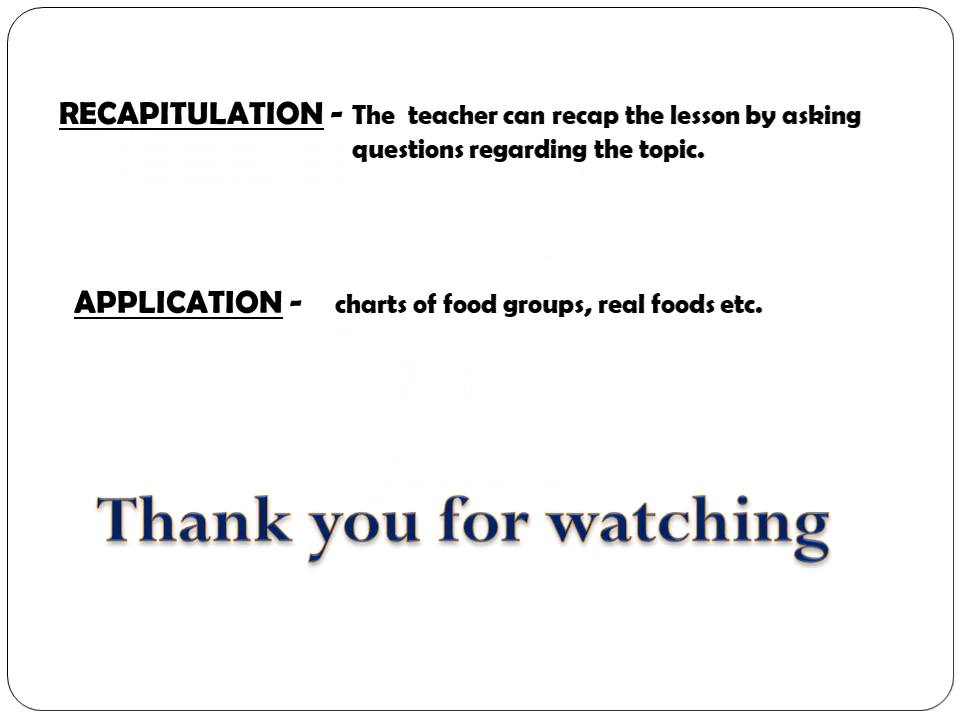 RECAPITULATION - The teacher can recap the lesson by asking
questions regarding the topic.
APPLICATION - charts of food groups, real foods etc.
Thank you for watching